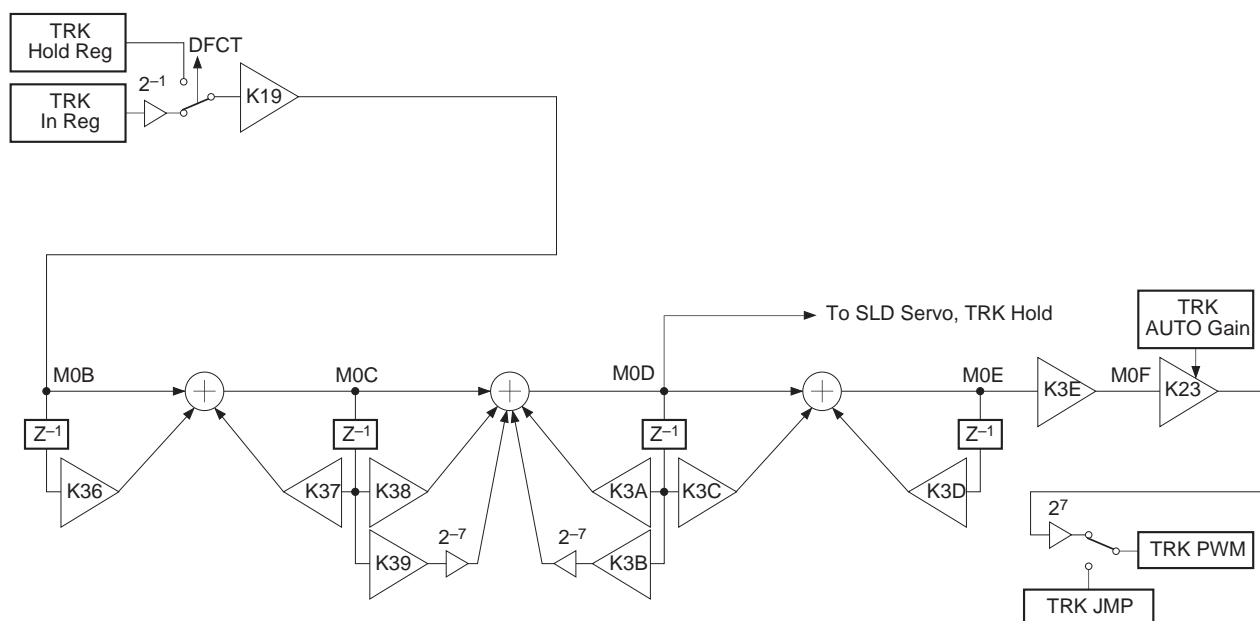 TRK
Hold Reg
DFCT
2⁻¹
TRK
In Reg
K19
To SLD Servo, TRK Hold
TRK
AUTO Gain
M0B
M0C
M0D
M0E
K3E
M0F
K23
Z⁻¹
Z⁻¹
Z⁻¹
Z⁻¹
K36
K37
K38
K3A
K3C
K3D
K39
2⁻⁷
2⁻⁷
K3B
2⁷
TRK PWM
TRK JMP